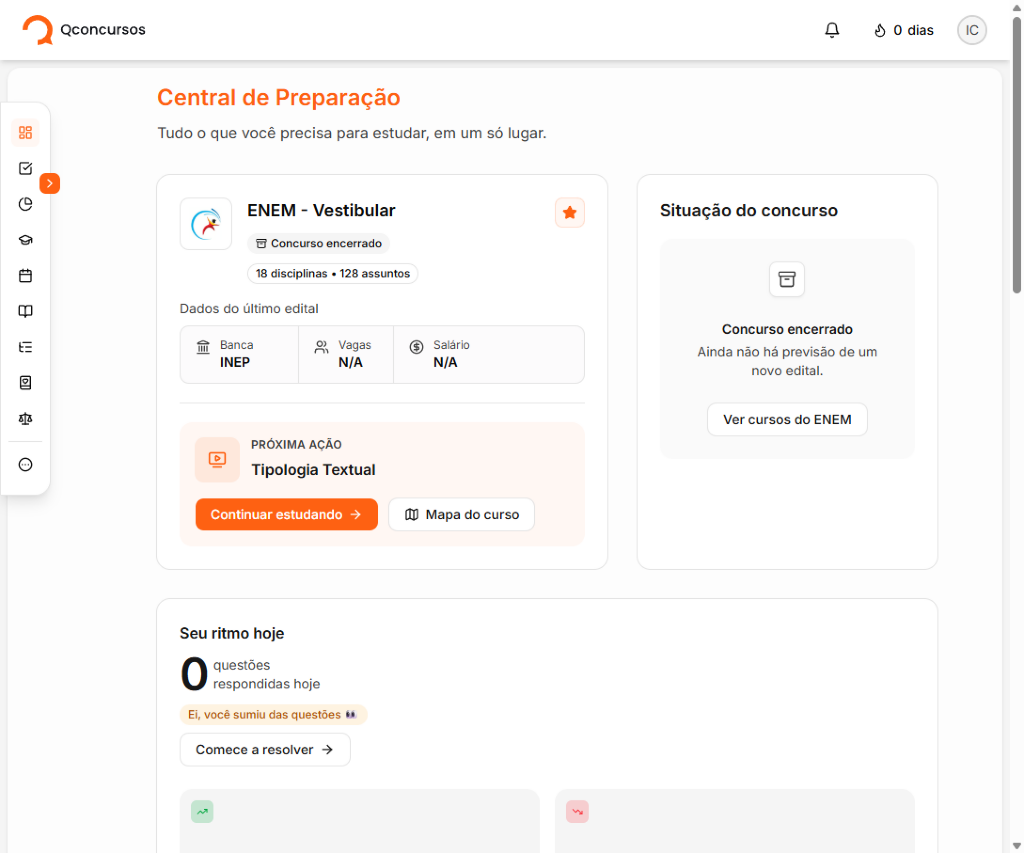 Qconcursos
0 dias
IC
Central de Preparação
Tudo o que você precisa para estudar, em um só lugar.
ENEM - Vestibular
Concurso encerrado
18 disciplinas • 128 assuntos
Dados do último edital
Banca
INEP
Vagas
N/A
Salário
N/A
PRÓXIMA AÇÃO
Tipologia Textual
Continuar estudando →
Mapa do curso
Situação do concurso
Concurso encerrado
Ainda não há previsão de um
novo edital.
Ver cursos do ENEM
Seu ritmo hoje
0 questões
respondidas hoje
Ei, você sumiu das questões 👀
Comece a resolver →